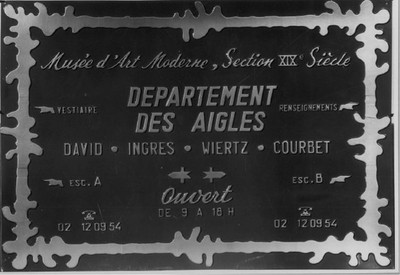 Musée d'Art Moderne, Section XIXe Siècle
DEPARTEMENT
VESTIAIRE RENSEIGNEMENTS
DES AIGLES
DAVID • INGRES • WIERTZ • COURBET
ESC. A ESC. B
Ouvert
DE 9 A 16 H
02 12 09 54 02 12 09 54